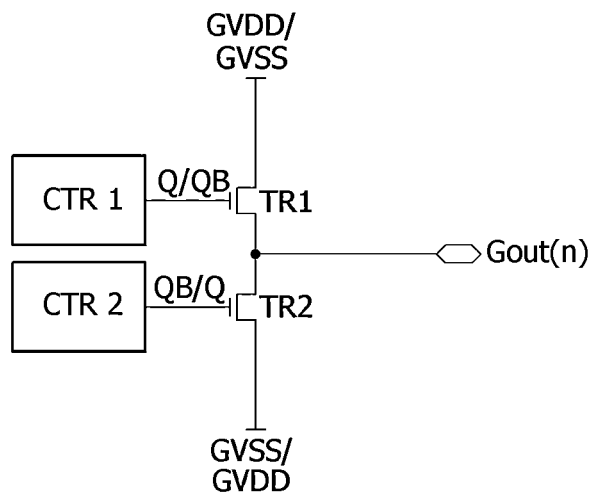 GVDD/
GVSS
CTR 1
Q/QB
TR1
Gout(n)
CTR 2
QB/Q
TR2
GVSS/
GVDD